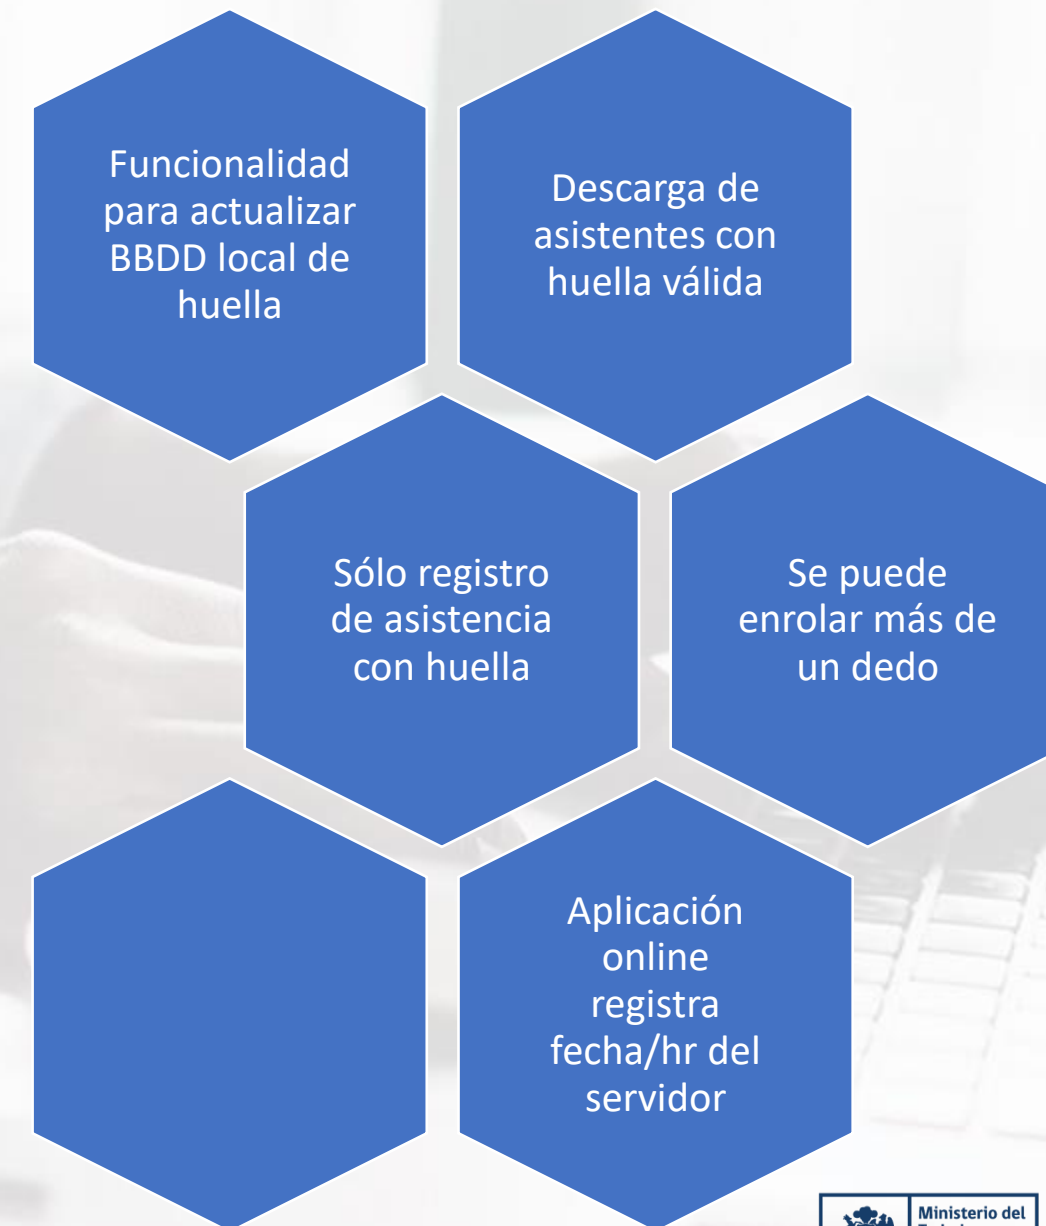 Funcionalidad
para actualizar
BBDD local de
huella
Descarga de
asistentes con
huella válida
Sólo registro
de asistencia
con huella
Se puede
enrolar más de
un dedo
Aplicación
online
registra
fecha/hr del
servidor
Ministerio del